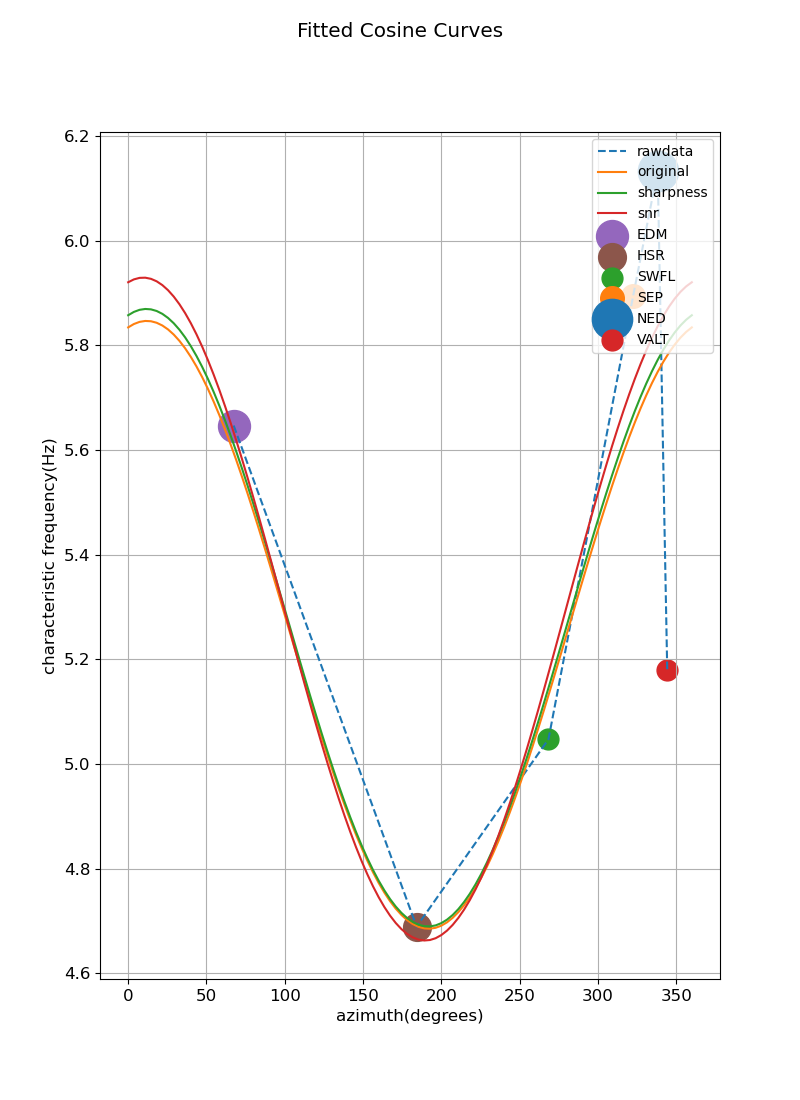 Fitted Cosine Curves
6.2
6.0
5.8
5.6
5.4
5.2
5.0
4.8
4.6
characteristic frequency(Hz)
rawdata
original
sharpness
snr
EDM
HSR
SWFL
SEP
NED
VALT
0 50 100 150 200 250 300 350
azimuth(degrees)